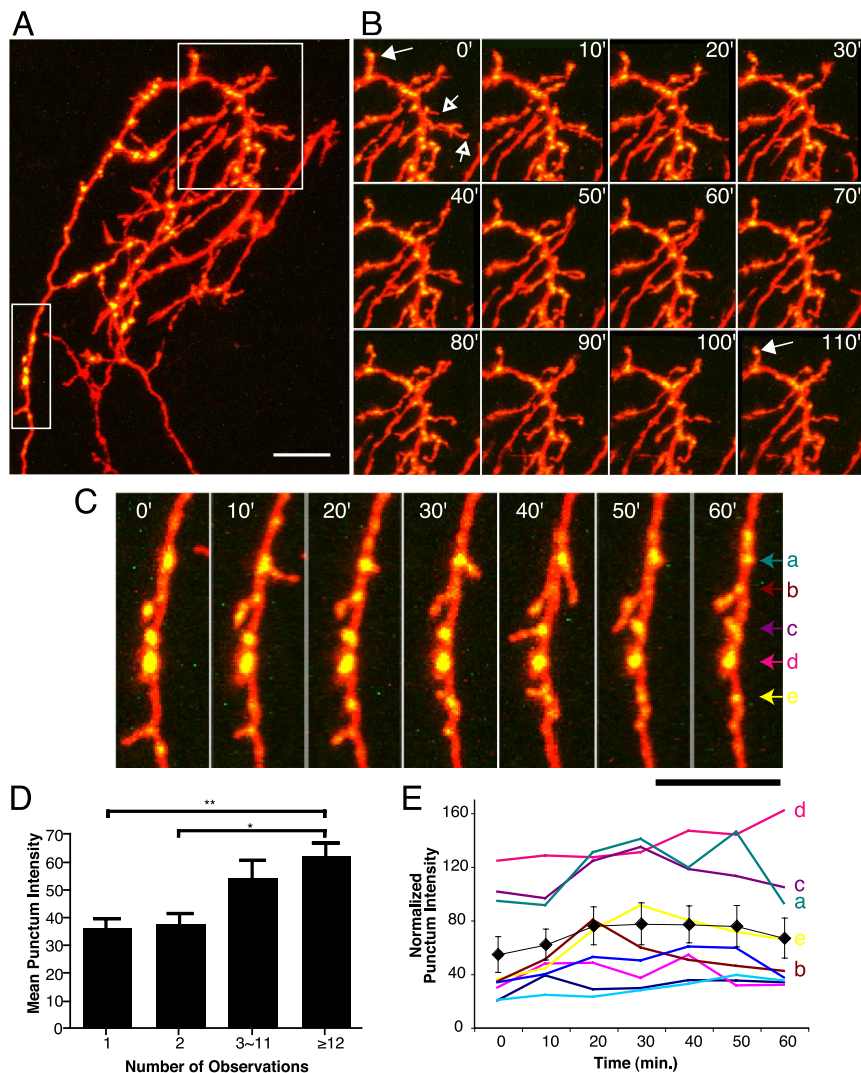 A
B
0' 10' 20' 30'
40' 50' 60' 70'
80' 90' 100' 110'
C
0' 10' 20' 30' 40' 50' 60'
a
b
c
d
e
D
**
*
Mean Punctum Intensity
70
60
50
40
30
20
10
0
1 2 3~11 ≥12
Number of Observations
E
Normalized
Punctum Intensity
160
120
80
40
0
d
c
a
e
b
0 10 20 30 40 50 60
Time (min.)